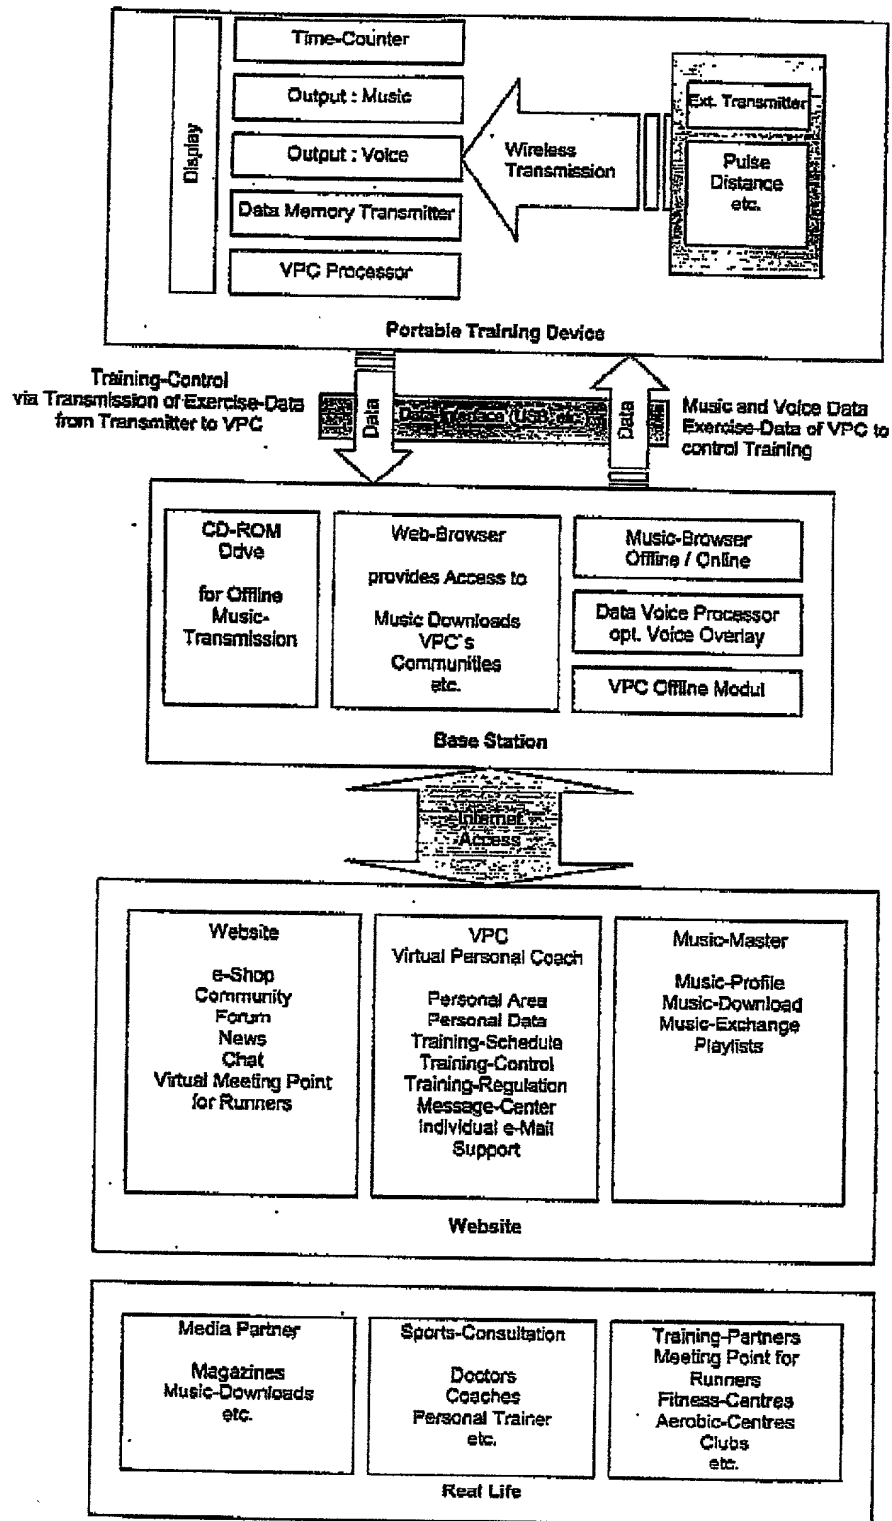 Time-Counter
Output : Music
Output : Voice
Data Memory Transmitter
VPC Processor
Display
Wireless
Transmission
Ext. Transmitter
Pulse
Distance
etc.
Portable Training Device
Training-Control
via Transmission of Exercise-Data
from Transmitter to VPC
Data
Data Interface (USB,
Data
Music and Voice Data
Exercise-Data of VPC to
control Training
CD-ROM
Drive
for Offline
Music-
Transmission
Web-Browser
provides Access to
Music Downloads
VPC`s
Communities
etc.
Music-Browser
Offline / Online
Data Voice Processor
opt. Voice Overlay
VPC Offline Modul
Base Station
Internet
Access
Website
e-Shop
Community
Forum
News
Chat
Virtual Meeting Point
for Runners
VPC
Virtual Personal Coach
Personal Area
Personal Data
Training-Schedule
Training-Control
Training-Regulation
Message-Center
Individual e-Mail
Support
Music-Master
Music-Profile
Music-Download
Music-Exchange
Playlists
Website
Media Partner
Magazines
Music-Downloads
etc.
Sports-Consultation
Doctors
Coaches
Personal Trainer
etc.
Training-Partners
Meeting Point for
Runners
Fitness-Centres
Aerobic-Centres
Clubs
etc.
Real Life